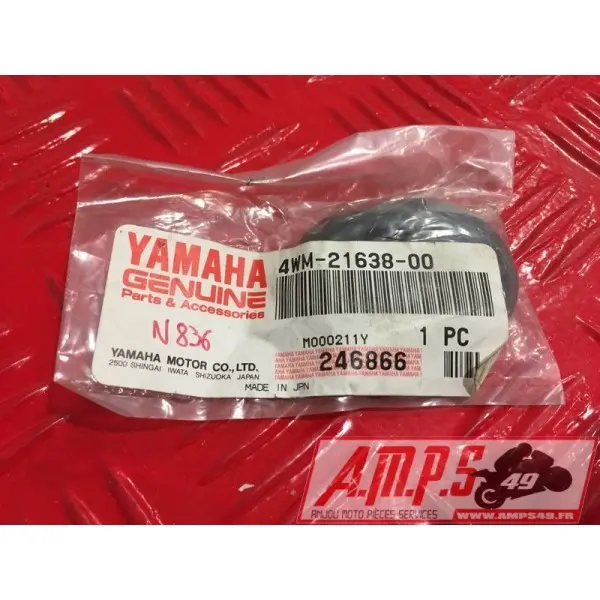 YAMAHA
GENUINE
Parts & Accessories
N836
YAMAHA MOTOR CO., LTD.
2500 SHINGAI IWATA SHIZUOKA JAPAN
MADE IN JPN
4WM-21638-00
M000211Y 1 PC
246866
A.M.P.S 49
ANJOU MOTO PIÈCES SERVICES
WWW.AMPS49.FR